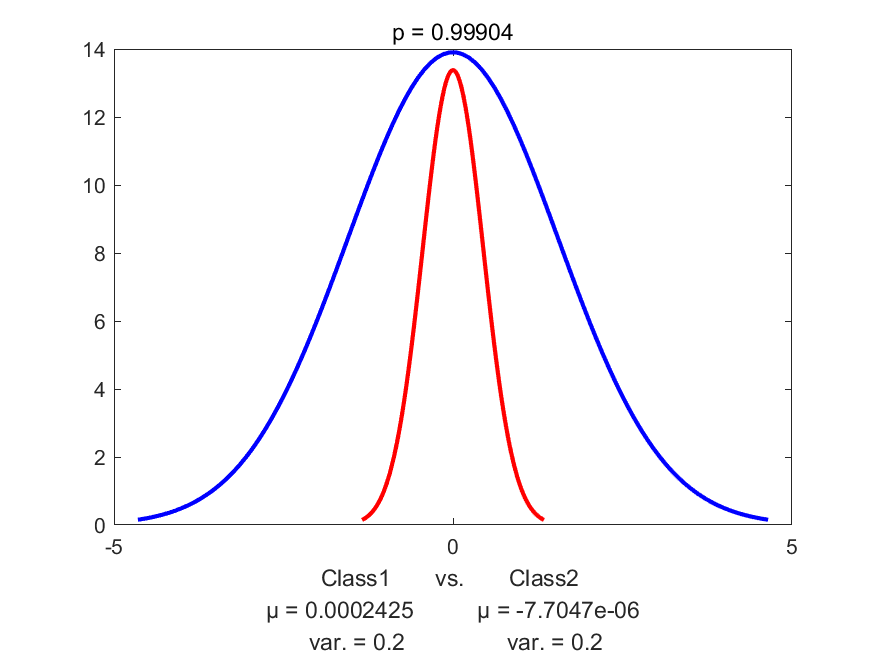 p = 0.99904
14
12
10
8
6
4
2
0
-5 0 5
Class1 vs. Class2
μ = 0.0002425 μ = -7.7047e-06
var. = 0.2 var. = 0.2